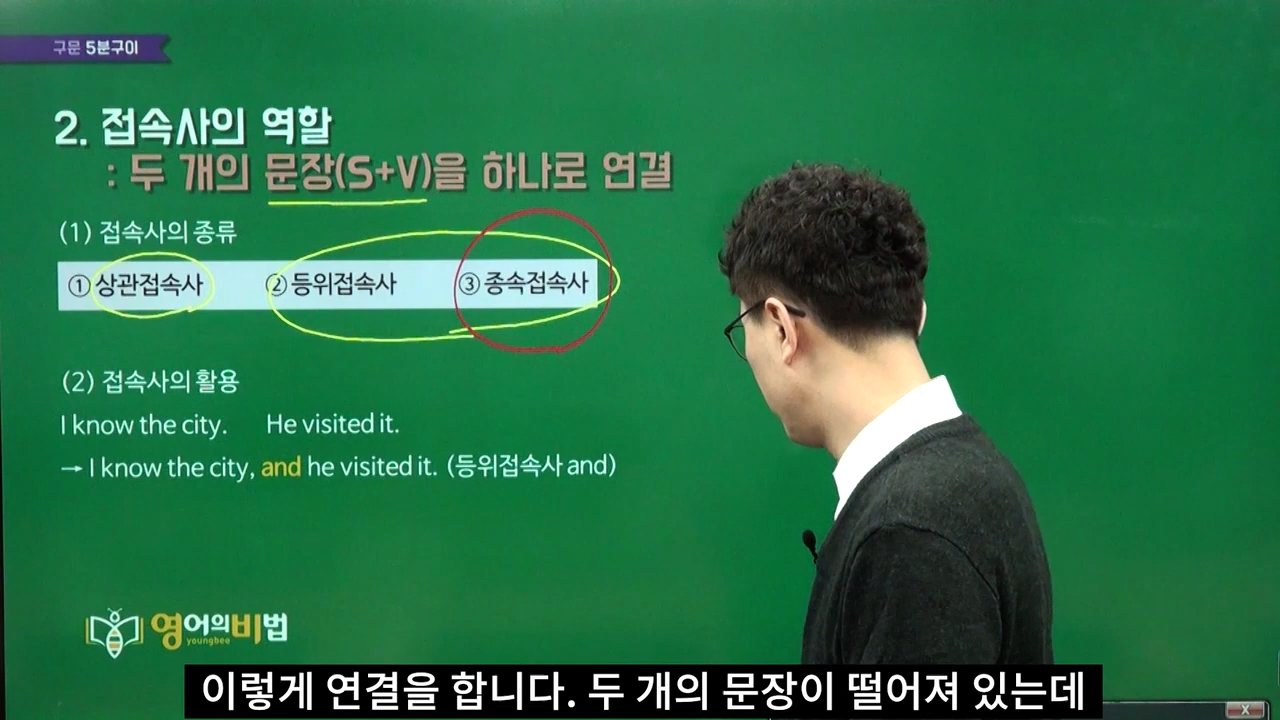 구문 5분구이
2. 접속사의 역할
: 두 개의 문장(S+V)을 하나로 연결
(1) 접속사의 종류
① 상관접속사 ② 등위접속사 ③ 종속접속사
(2) 접속사의 활용
I know the city. He visited it.
→ I know the city, and he visited it. (등위접속사 and)
영어의비법
youngbee
이렇게 연결을 합니다. 두 개의 문장이 떨어져 있는데
X